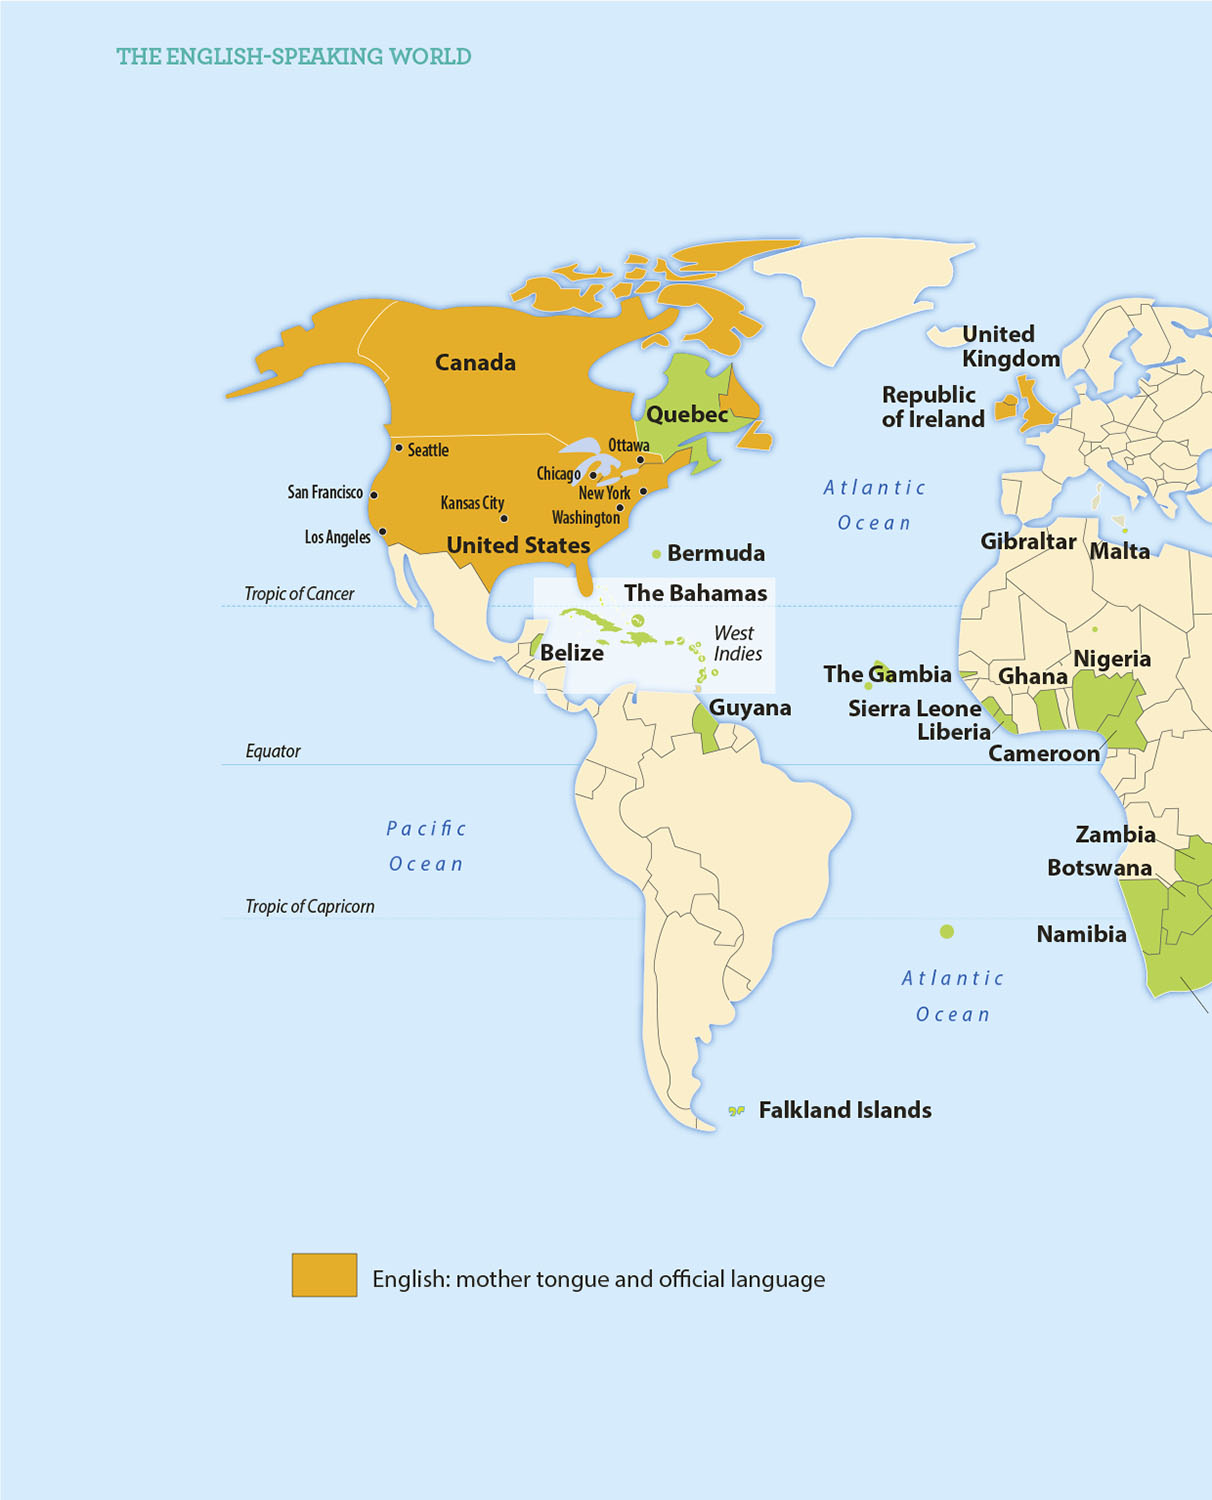 THE ENGLISH-SPEAKING WORLD
United
Kingdom
Canada
Republic
of Ireland
Quebec
Ottawa
Seattle
Chicago
San Francisco
New York
Kansas City
Washington
Los Angeles
United States
Atlantic
Ocean
Gibraltar
Malta
Bermuda
Tropic of Cancer
The Bahamas
West
Indies
Belize
Nigeria
The Gambia
Ghana
Guyana
Sierra Leone
Liberia
Cameroon
Equator
Pacific
Ocean
Zambia
Botswana
Tropic of Capricorn
Namibia
Atlantic
Ocean
Falkland Islands
English: mother tongue and official language